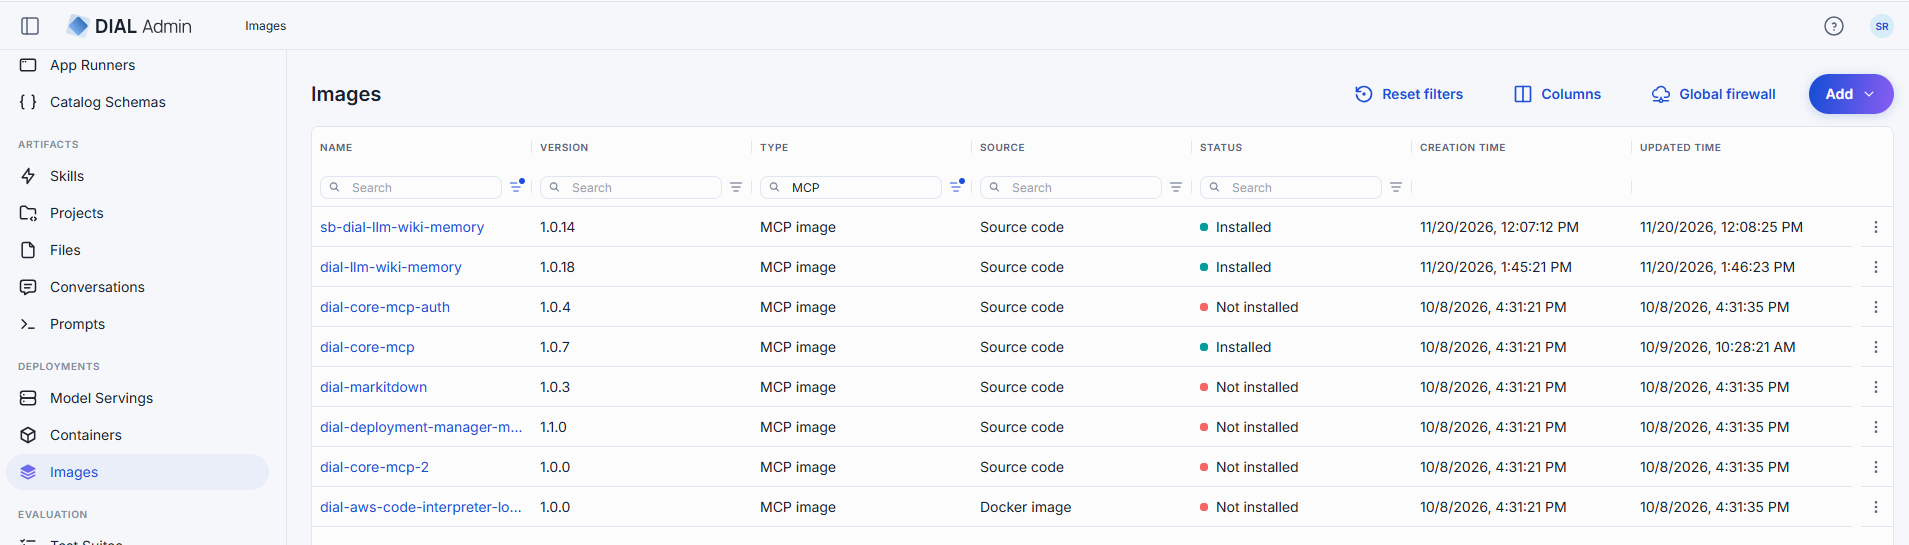 DIAL Admin
Images
SR
App Runners
Catalog Schemas
ARTIFACTS
Skills
Projects
Files
Conversations
Prompts
DEPLOYMENTS
Model Servings
Containers
Images
EVALUATION
Images
Reset filters
Columns
Global firewall
Add
NAME VERSION TYPE SOURCE STATUS CREATION TIME UPDATED TIME
Search Search MCP Search Search
sb-dial-llm-wiki-memory 1.0.14 MCP image Source code Installed 11/20/2026, 12:07:12 PM 11/20/2026, 12:08:25 PM
dial-llm-wiki-memory 1.0.18 MCP image Source code Installed 11/20/2026, 1:45:21 PM 11/20/2026, 1:46:23 PM
dial-core-mcp-auth 1.0.4 MCP image Source code Not installed 10/8/2026, 4:31:21 PM 10/8/2026, 4:31:35 PM
dial-core-mcp 1.0.7 MCP image Source code Installed 10/8/2026, 4:31:21 PM 10/9/2026, 10:28:21 AM
dial-markitdown 1.0.3 MCP image Source code Not installed 10/8/2026, 4:31:21 PM 10/8/2026, 4:31:35 PM
dial-deployment-manager-m... 1.1.0 MCP image Source code Not installed 10/8/2026, 4:31:21 PM 10/8/2026, 4:31:35 PM
dial-core-mcp-2 1.0.0 MCP image Source code Not installed 10/8/2026, 4:31:21 PM 10/8/2026, 4:31:35 PM
dial-aws-code-interpreter-lo... 1.0.0 MCP image Docker image Not installed 10/8/2026, 4:31:21 PM 10/8/2026, 4:31:35 PM